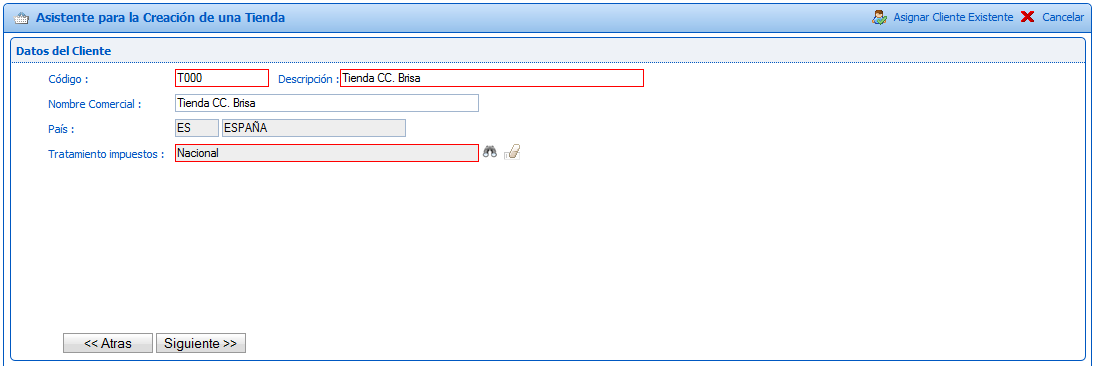 Asistente para la Creación de una Tienda Asignar Cliente Existente Cancelar
Datos del Cliente
Código : T000 Descripción : Tienda CC. Brisa
Nombre Comercial : Tienda CC. Brisa
País : ES ESPAÑA
Tratamiento impuestos : Nacional
<< Atras Siguiente >>